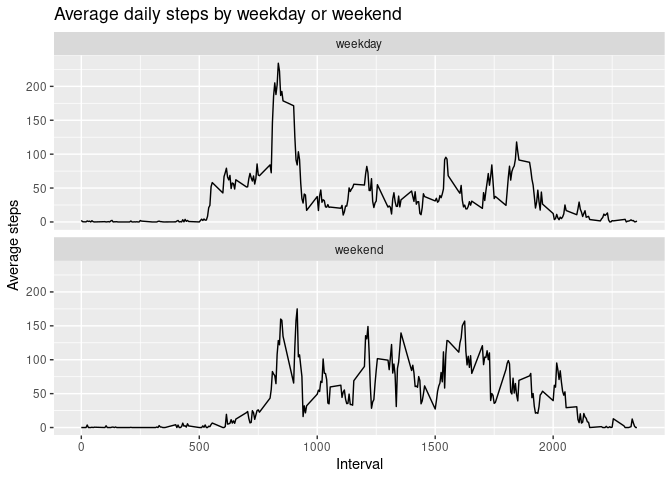 Average daily steps by weekday or weekend
weekday
200
150
100
50
0
Average steps
weekend
200
150
100
50
0
0 500 1000 1500 2000
Interval